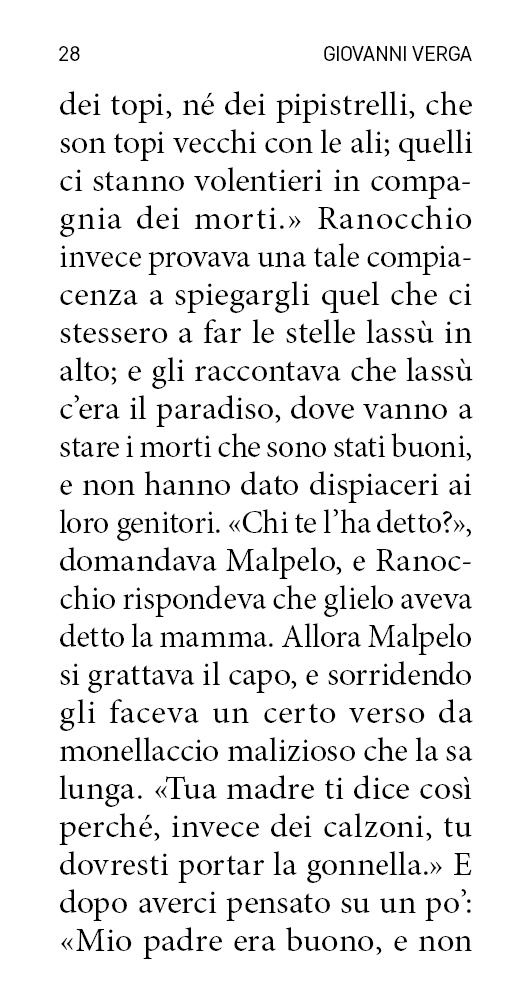 28 GIOVANNI VERGA
dei topi, né dei pipistrelli, che
son topi vecchi con le ali; quelli
ci stanno volentieri in compa-
gnia dei morti.» Ranocchio
invece provava una tale compia-
cenza a spiegargli quel che ci
stessero a far le stelle lassù in
alto; e gli raccontava che lassù
c’era il paradiso, dove vanno a
stare i morti che sono stati buoni,
e non hanno dato dispiaceri ai
loro genitori. «Chi te l’ha detto?»,
domandava Malpelo, e Ranoc-
chio rispondeva che glielo aveva
detto la mamma. Allora Malpelo
si grattava il capo, e sorridendo
gli faceva un certo verso da
monellaccio malizioso che la sa
lunga. «Tua madre ti dice così
perché, invece dei calzoni, tu
dovresti portar la gonnella.» E
dopo averci pensato su un po’:
«Mio padre era buono, e non